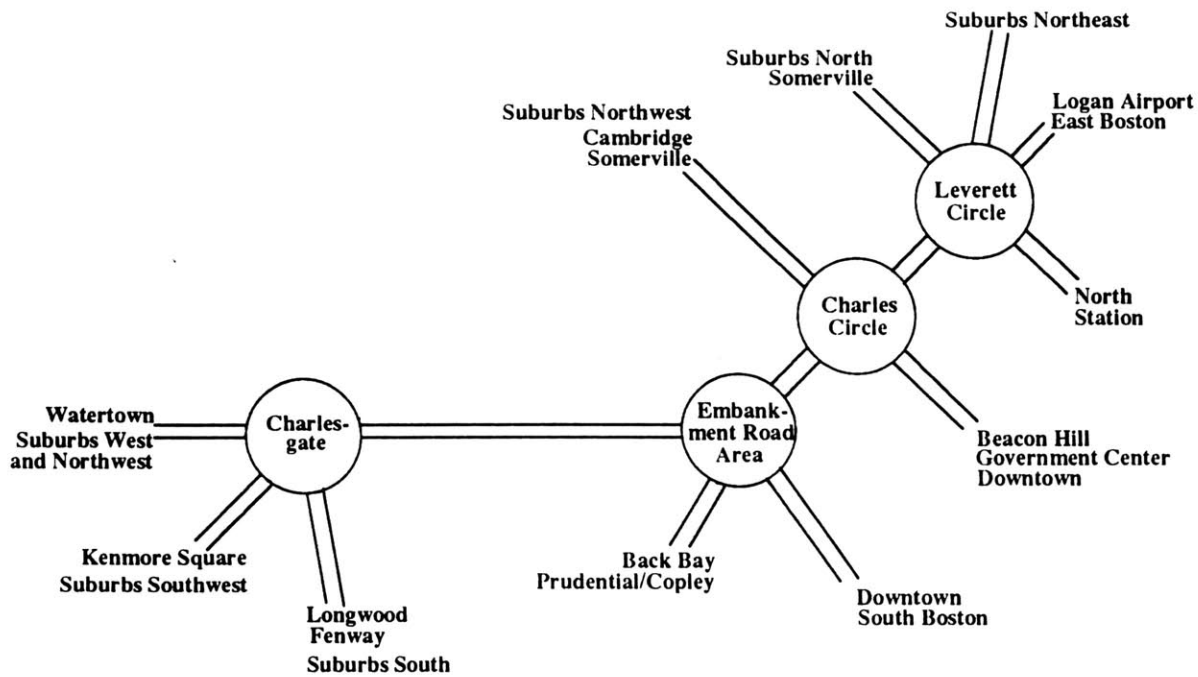 Suburbs Northeast
Suburbs North
Somerville
Logan Airport
East Boston
Suburbs Northwest
Cambridge
Somerville
Leverett
Circle
North
Station
Charles
Circle
Beacon Hill
Government Center
Downtown
Embank-
ment Road
Area
Charles-
gate
Watertown
Suburbs West
and Northwest
Kenmore Square
Suburbs Southwest
Longwood
Fenway
Suburbs South
Back Bay
Prudential/Copley
Downtown
South Boston